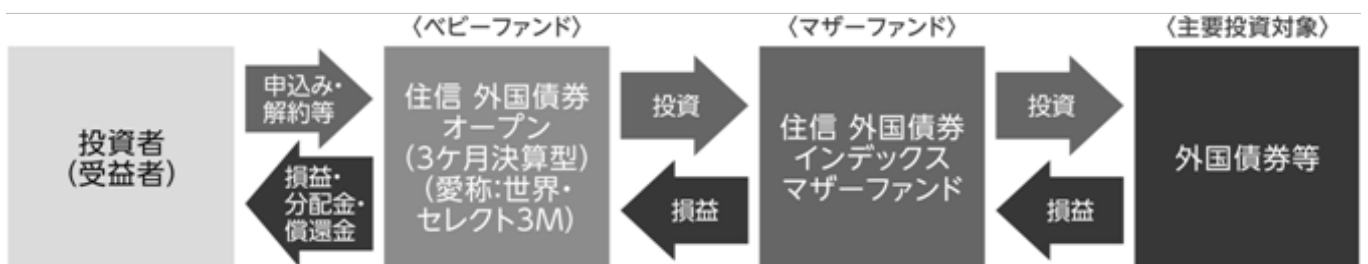 〈ベビーファンド〉
〈マザーファンド〉
〈主要投資対象〉
投資者
(受益者)
申込み・
解約等
損益・
分配金・
償還金
住信 外国債券
オープン
(3ケ月決算型)
(愛称:世界・
セレクト3M)
投資
損益
住信 外国債券
インデックス
マザーファンド
投資
損益
外国債券等